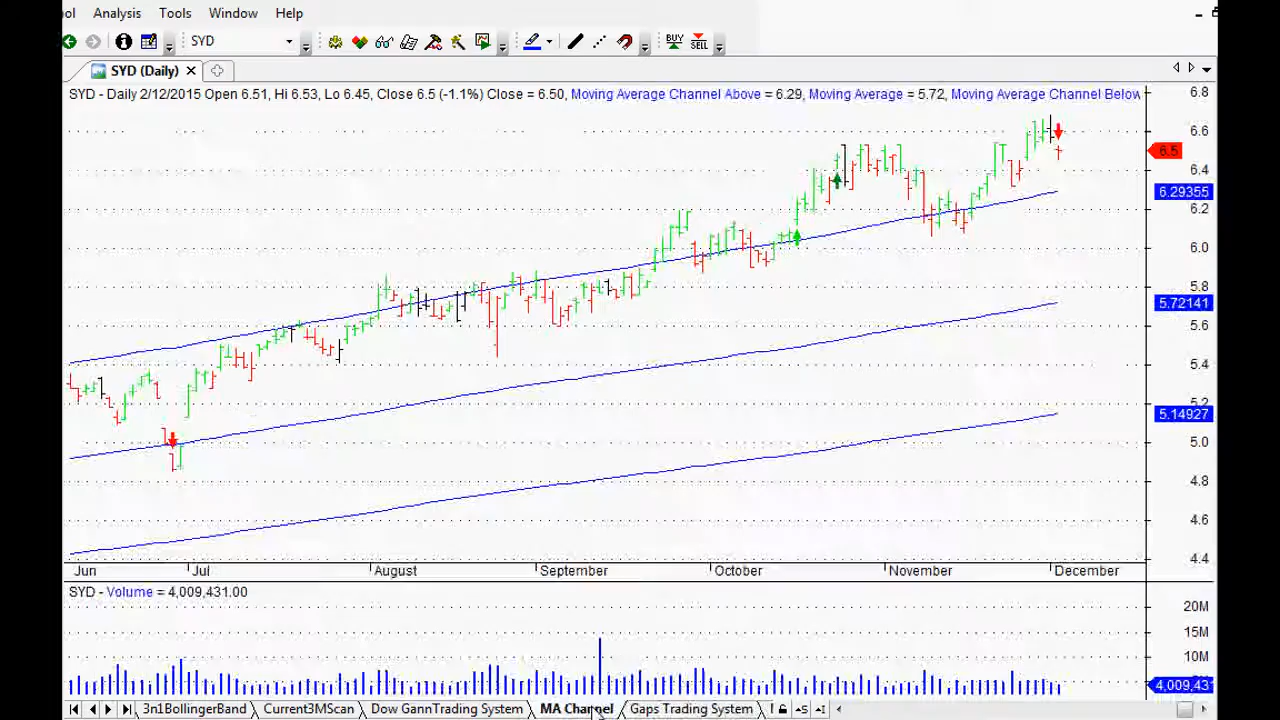 ol Analysis Tools Window Help
SYD BUY SELL
SYD (Daily)
SYD - Daily 2/12/2015 Open 6.51, Hi 6.53, Lo 6.45, Close 6.5 (-1.1%) Close = 6.50, Moving Average Channel Above = 6.29, Moving Average = 5.72, Moving Average Channel Below
6.8
6.6
6.5
6.4
6.29355
6.2
6.0
5.8
5.72141
5.6
5.4
5.2
5.14927
5.0
4.8
4.6
4.4
Jun Jul August September October November December
SYD - Volume = 4,009,431.00
20M
15M
10M
4,009,431
3n1BollingerBand Current3MScan Dow GannTrading System MA Channel Gaps Trading System